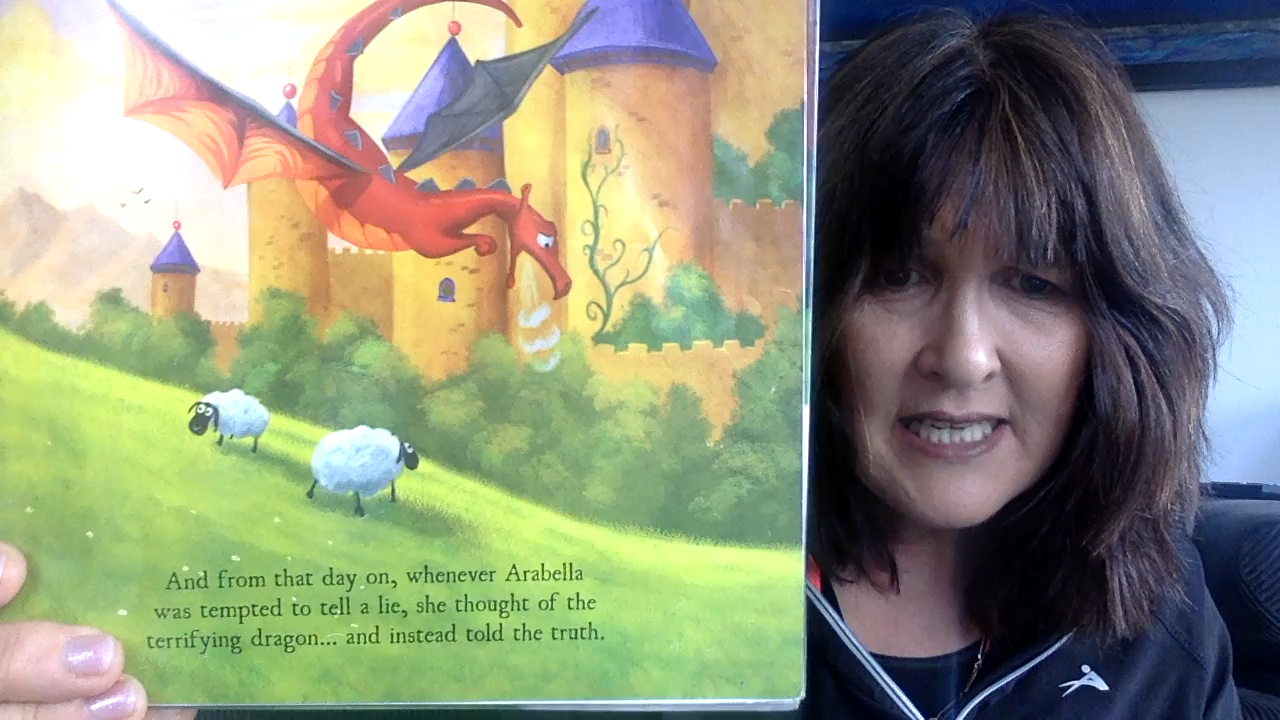 And from that day on, whenever Arabella
was tempted to tell a lie, she thought of the
terrifying dragon... and instead told the truth.